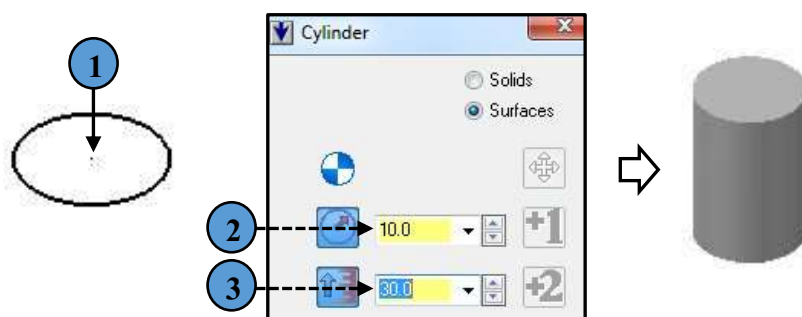 1
Cylinder
Solids
Surfaces
2
10.0
+1
3
30.0
+2